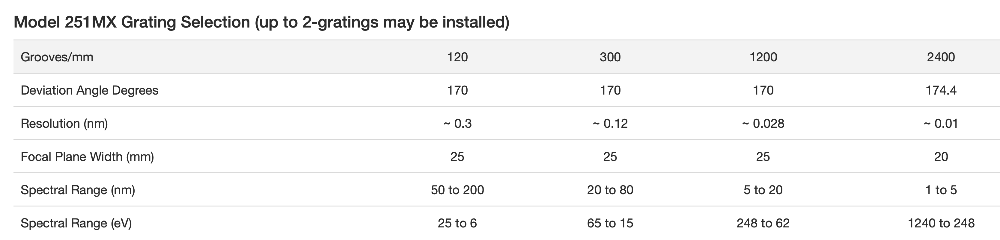 Model 251MX Grating Selection (up to 2-gratings may be installed)
Grooves/mm 120 300 1200 2400
Deviation Angle Degrees 170 170 170 174.4
Resolution (nm) ~ 0.3 ~ 0.12 ~ 0.028 ~ 0.01
Focal Plane Width (mm) 25 25 25 20
Spectral Range (nm) 50 to 200 20 to 80 5 to 20 1 to 5
Spectral Range (eV) 25 to 6 65 to 15 248 to 62 1240 to 248